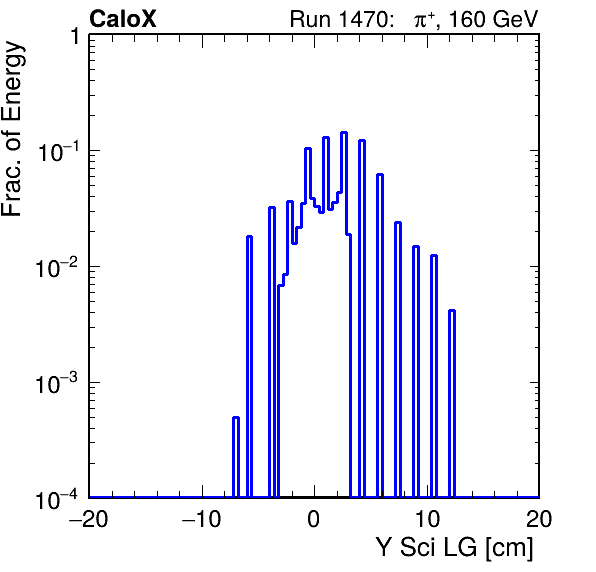 CaloX Run 1470: π⁺, 160 GeV
Frac. of Energy
1
10⁻¹
10⁻²
10⁻³
10⁻⁴
−20 −10 0 10 20
Y Sci LG [cm]